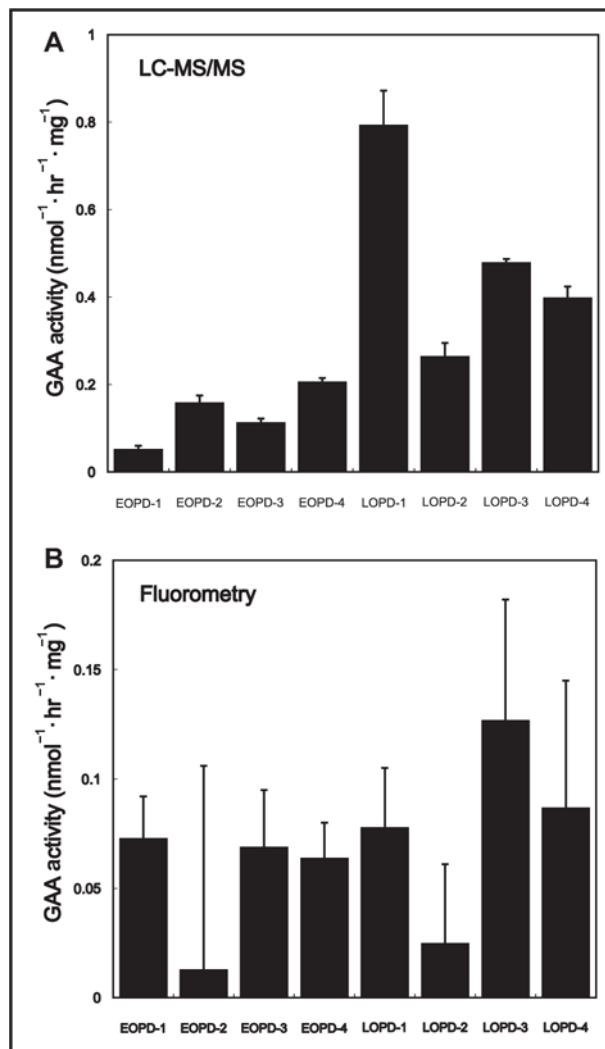 A
LC-MS/MS
GAA activity (nmol⁻¹· hr⁻¹· mg⁻¹)
1
0.8
0.6
0.4
0.2
0
EOPD-1 EOPD-2 EOPD-3 EOPD-4 LOPD-1 LOPD-2 LOPD-3 LOPD-4
B
Fluorometry
GAA activity (nmol⁻¹· hr⁻¹· mg⁻¹)
0.2
0.15
0.1
0.05
0
EOPD-1 EOPD-2 EOPD-3 EOPD-4 LOPD-1 LOPD-2 LOPD-3 LOPD-4